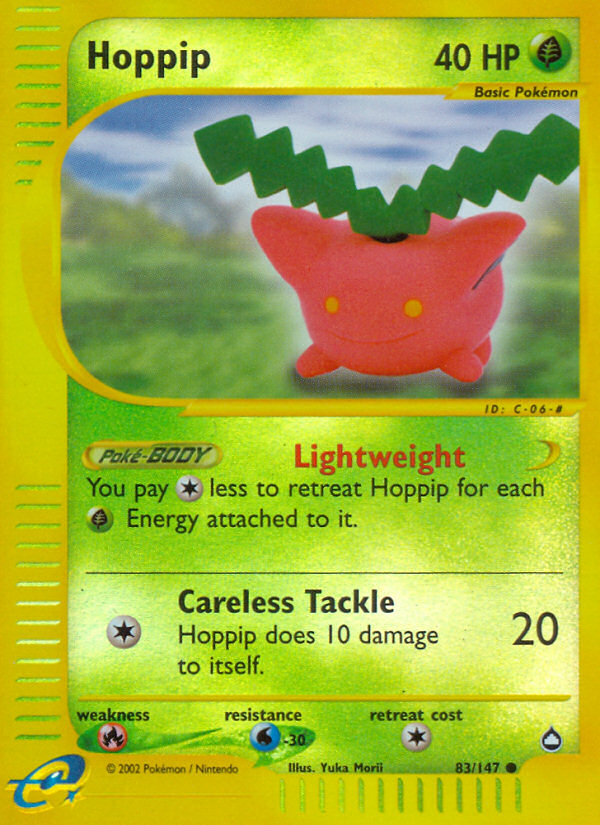 Hoppip 40 HP
Basic Pokémon
ID: C-06-#
Poké-BODY Lightweight
You pay less to retreat Hoppip for each
Energy attached to it.
Careless Tackle 20
Hoppip does 10 damage
to itself.
weakness resistance retreat cost
-30
© 2002 Pokémon / Nintendo Illus. Yuka Morii 83/147
e